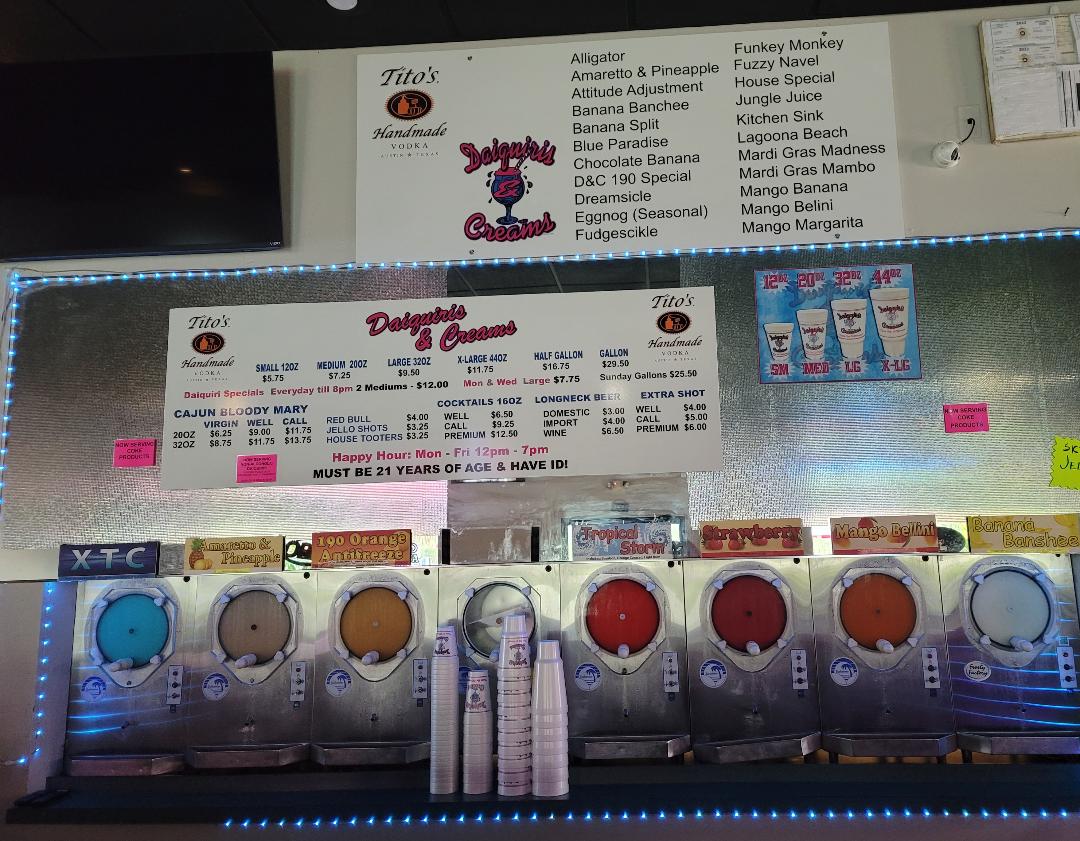 Tito's
Handmade
VODKA
AUSTIN ★ TEXAS
Daiquiris
&
Creams
Alligator
Amaretto & Pineapple
Attitude Adjustment
Banana Banchee
Banana Split
Blue Paradise
Chocolate Banana
D&C 190 Special
Dreamsicle
Eggnog (Seasonal)
Fudgescikle
Funkey Monkey
Fuzzy Navel
House Special
Jungle Juice
Kitchen Sink
Lagoona Beach
Mardi Gras Madness
Mardi Gras Mambo
Mango Banana
Mango Belini
Mango Margarita
12OZ 20OZ 32OZ 44OZ
SM MED LG X-LG
Tito's
Handmade
VODKA
Daiquiris
& Creams
Tito's
Handmade
VODKA
SMALL 12OZ MEDIUM 20OZ LARGE 32OZ X-LARGE 44OZ HALF GALLON GALLON
$5.75 $7.25 $9.50 $11.75 $16.75 $29.50
Daiquiri Specials Everyday till 8pm 2 Mediums - $12.00 Mon & Wed Large $7.75 Sunday Gallons $25.50
CAJUN BLOODY MARY
VIRGIN WELL CALL
20OZ $6.25 $9.00 $11.75
32OZ $8.75 $11.75 $13.75
RED BULL $4.00
JELLO SHOTS $3.25
HOUSE TOOTERS $3.25
COCKTAILS 16OZ
WELL $6.50
CALL $9.25
PREMIUM $12.50
LONGNECK BEER
DOMESTIC $3.00
IMPORT $4.00
WINE $6.50
EXTRA SHOT
WELL $4.00
CALL $5.00
PREMIUM $6.00
Happy Hour: Mon - Fri 12pm - 7pm
MUST BE 21 YEARS OF AGE & HAVE ID!
NOW SERVING
COKE
PRODUCTS
NOW SERVING
COKE
PRODUCTS
X-T-C
Amaretto &
Pineapple
190 Orange
Antifreeze
Tropical
Storm
Strawberry
Mango Bellini
Banana
Banshee
Frosty
Factory